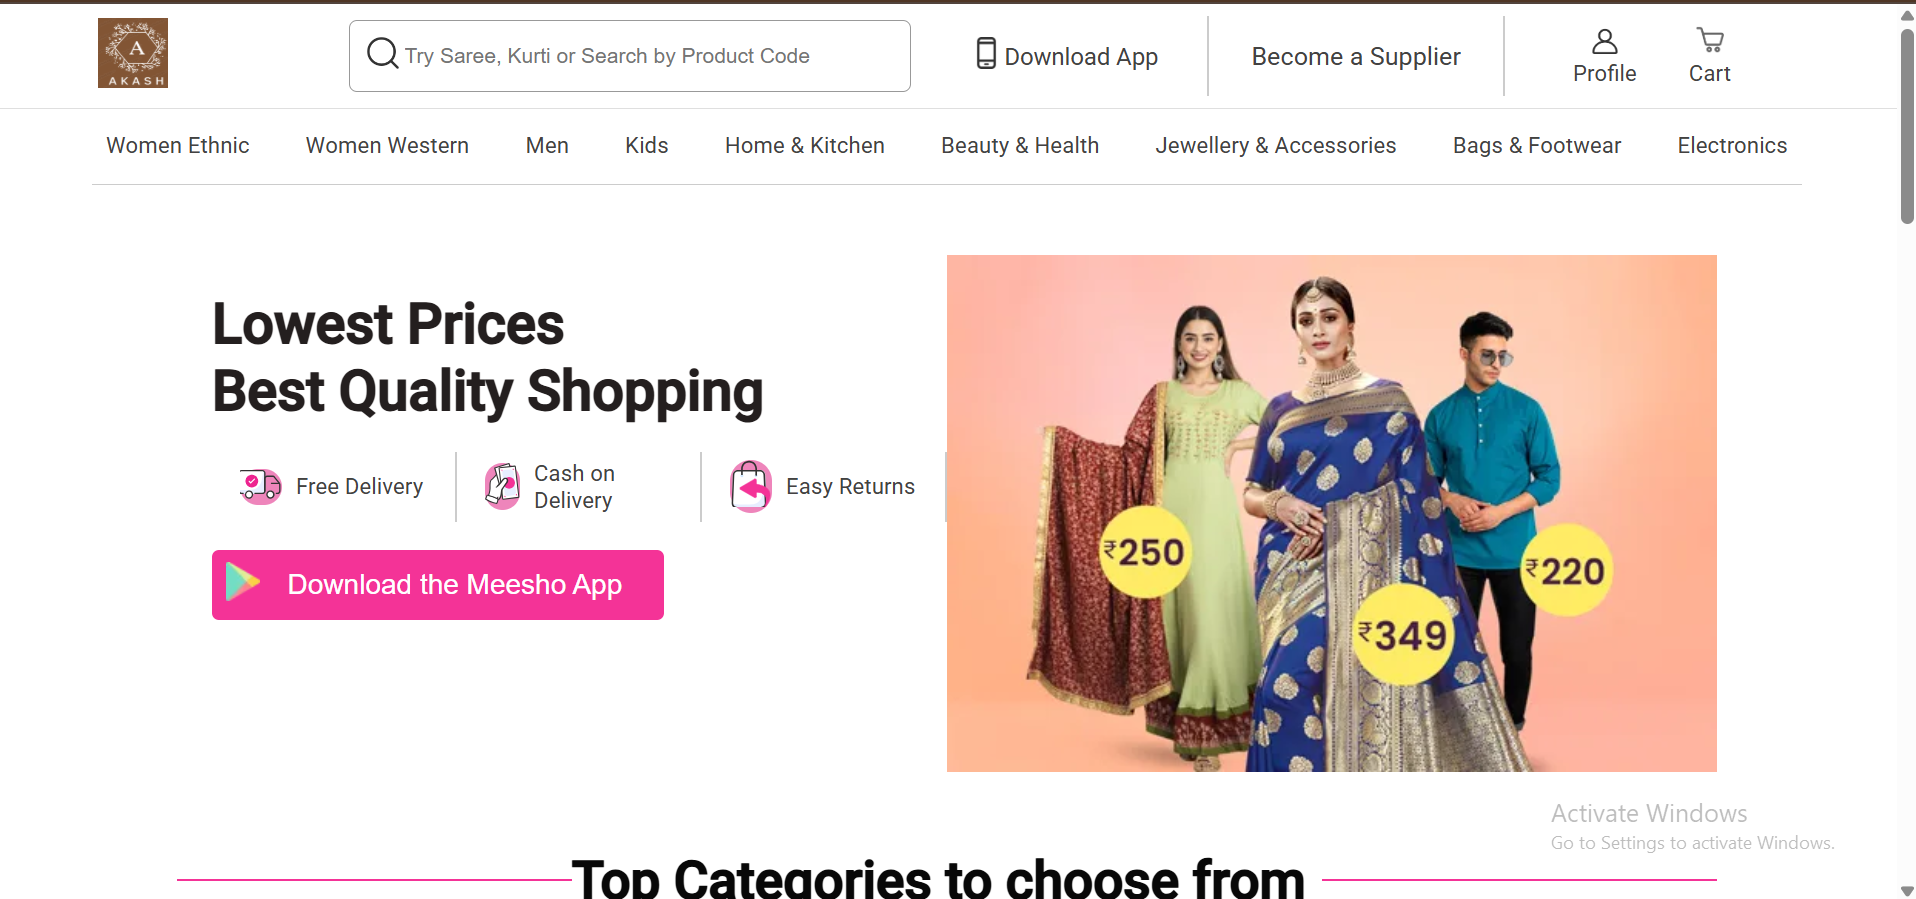 A
AKASH
Try Saree, Kurti or Search by Product Code
Download App
Become a Supplier
Profile
Cart
Women Ethnic
Women Western
Men
Kids
Home & Kitchen
Beauty & Health
Jewellery & Accessories
Bags & Footwear
Electronics
Lowest Prices
Best Quality Shopping
Free Delivery
Cash on
Delivery
Easy Returns
Download the Meesho App
₹250
₹349
₹220
Activate Windows
Go to Settings to activate Windows.
Top Categories to choose from